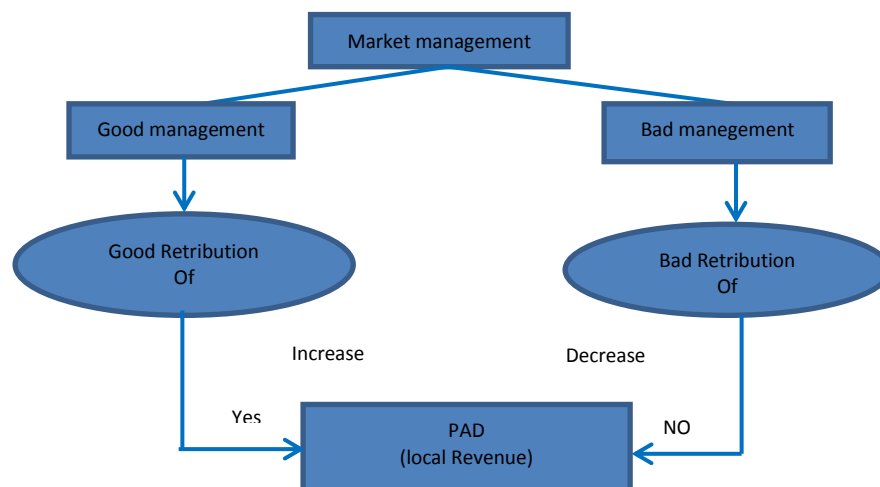 Market management
Good management
Bad manegement
Good Retribution
Of
Bad Retribution
Of
Increase
Decrease
Yes
NO
PAD
(local Revenue)